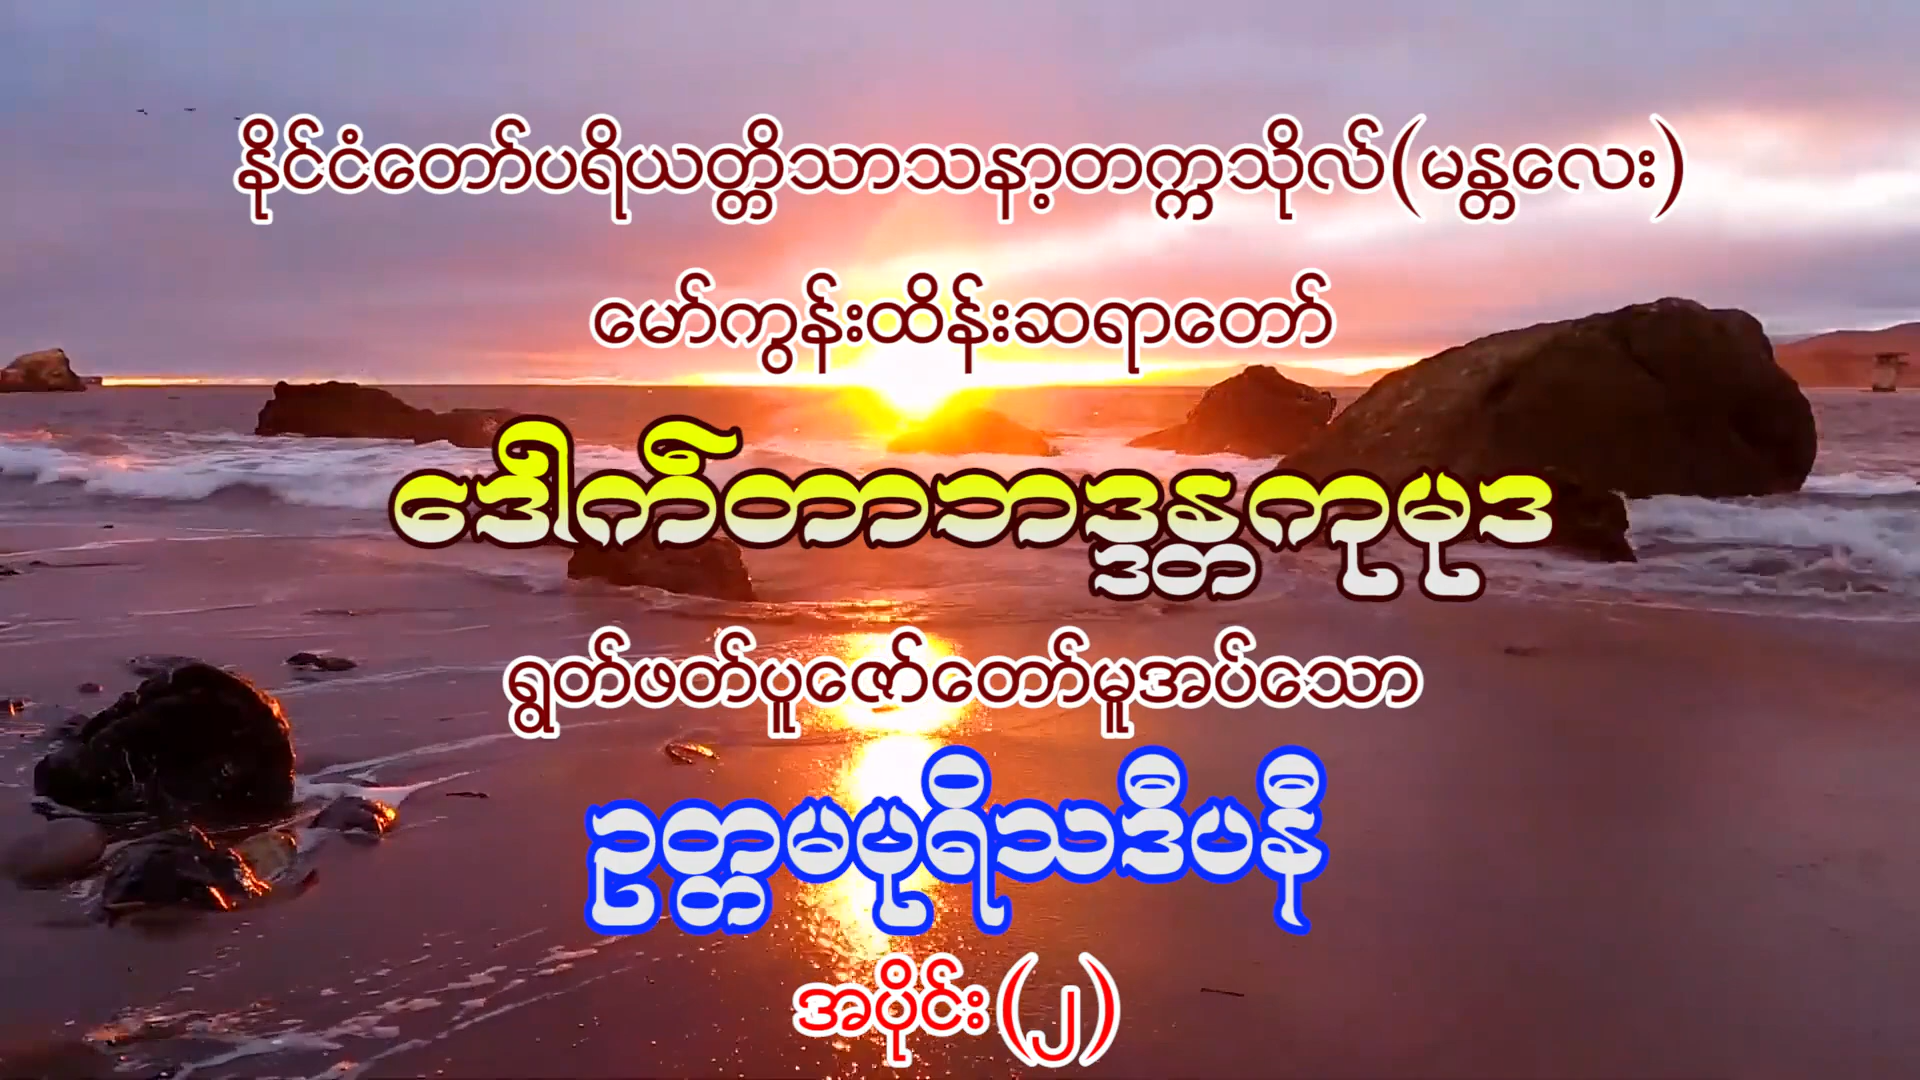 နိုင်ငံတော်ပရိယတ္တိသာသနာ့တက္ကသိုလ်(မန္တလေး)
မော်ကွန်းထိန်းဆရာတော်
ဒေါက်တာဘဒ္ဒန္တကုမုဒ
ရွတ်ဖတ်ပူဇော်တော်မူအပ်သော
ဥတ္တမပုရိသဒီပနီ
အပိုင်း(၂)